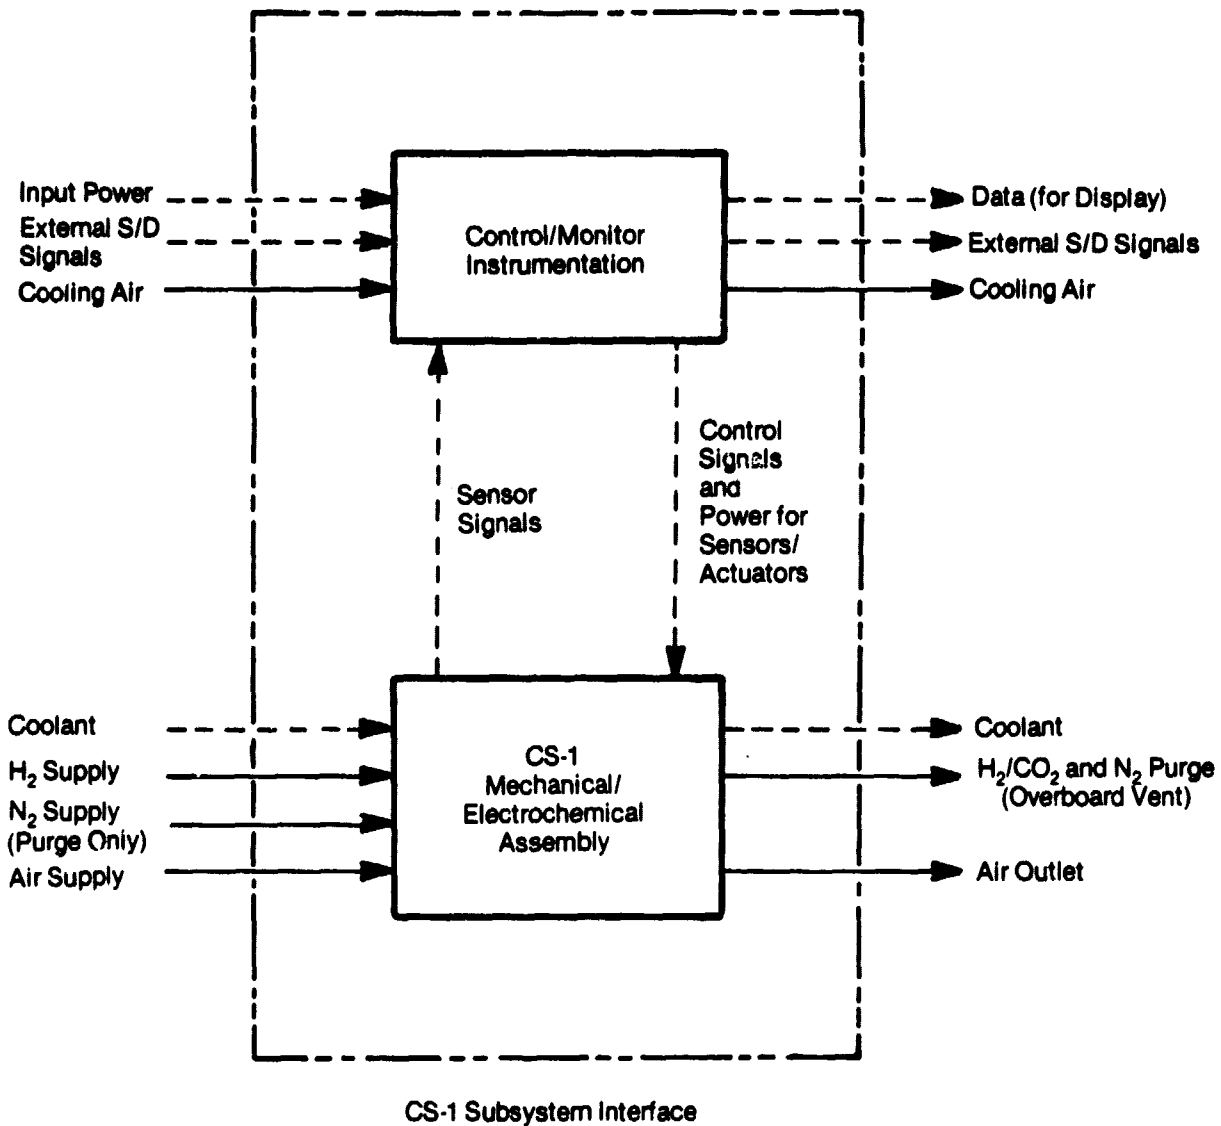 Input Power
External S/D
Signals
Cooling Air
Control/Monitor
Instrumentation
Data (for Display)
External S/D Signals
Cooling Air
Sensor
Signals
Control
Signals
and
Power for
Sensors/
Actuators
Coolant
H₂ Supply
N₂ Supply
(Purge Only)
Air Supply
CS-1
Mechanical/
Electrochemical
Assembly
Coolant
H₂/CO₂ and N₂ Purge
(Overboard Vent)
Air Outlet
CS-1 Subsystem Interface